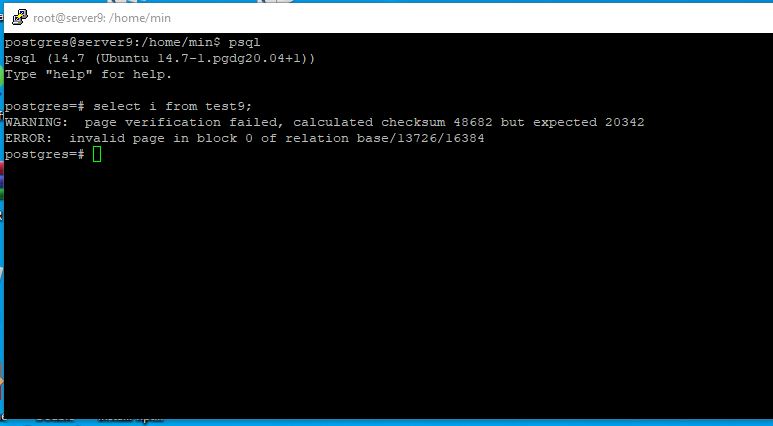 root@server9: /home/min
postgres@server9:/home/min$ psql
psql (14.7 (Ubuntu 14.7-1.pgdg20.04+1))
Type "help" for help.
postgres=# select i from test9;
WARNING:  page verification failed, calculated checksum 48682 but expected 20342
ERROR:  invalid page in block 0 of relation base/13726/16384
postgres=#